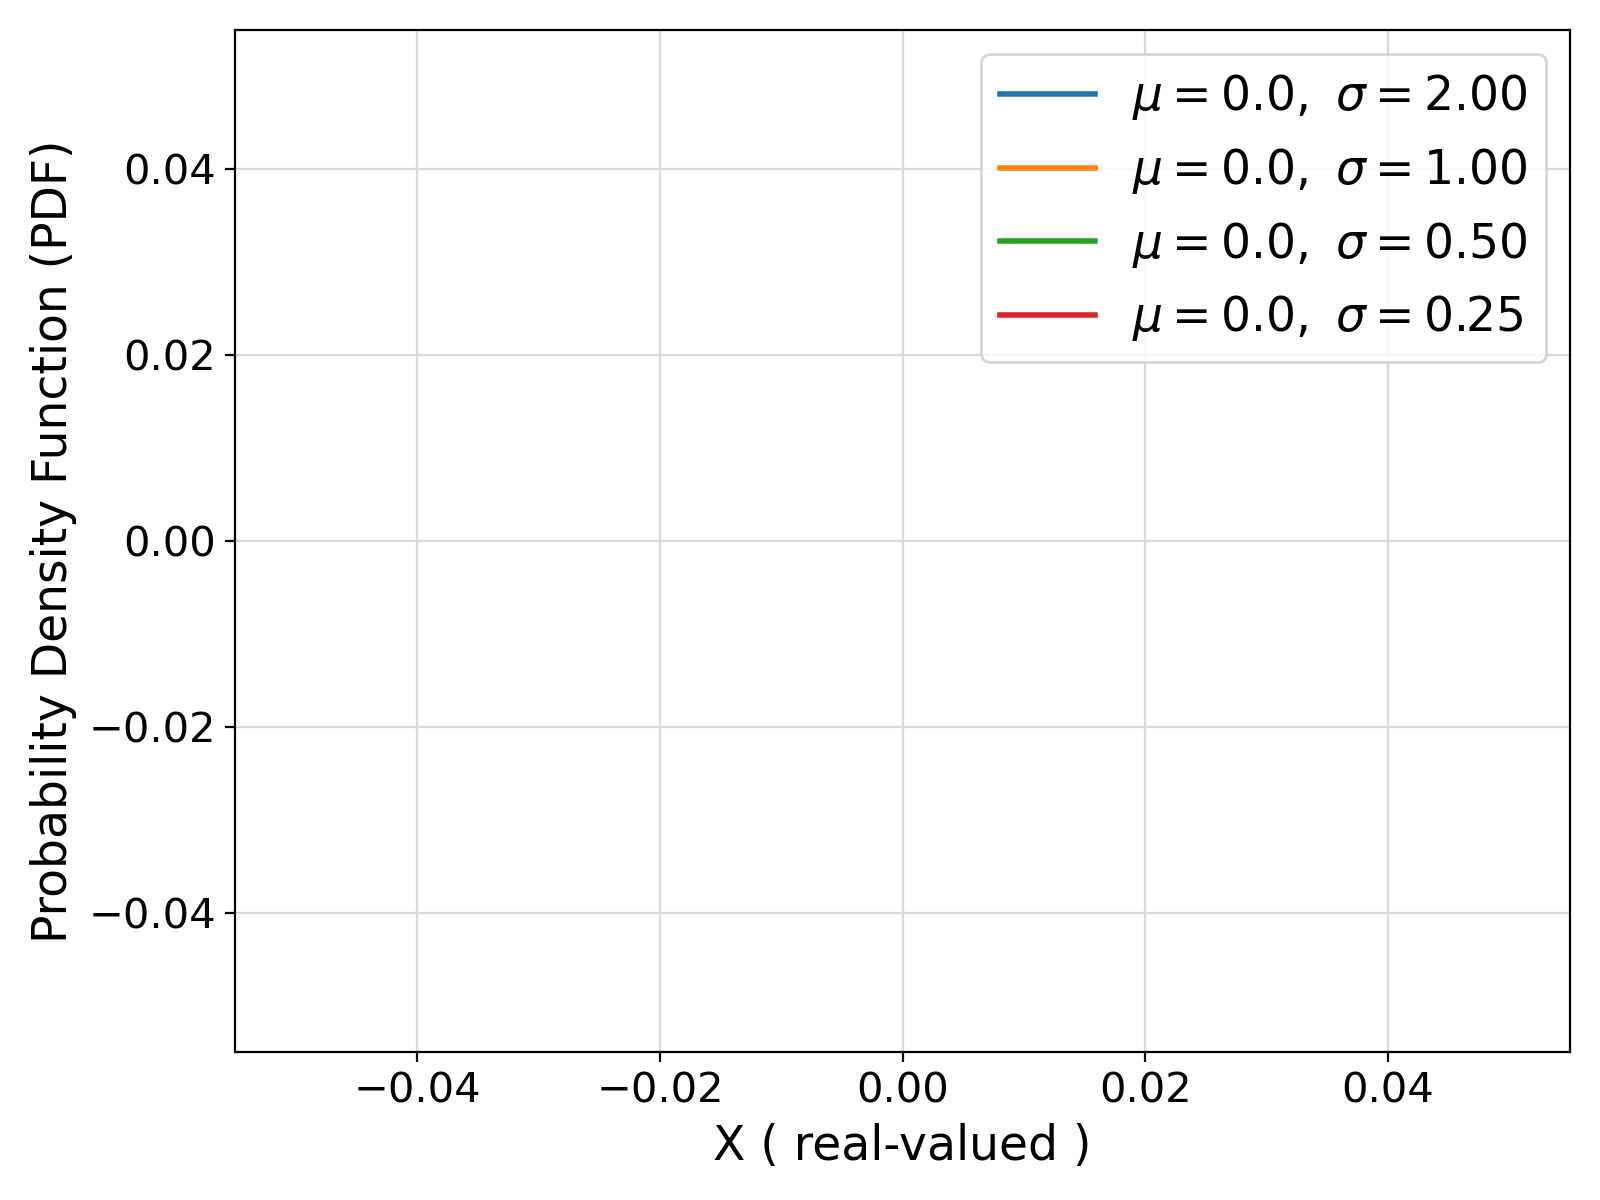 μ = 0.0, σ = 2.00
μ = 0.0, σ = 1.00
μ = 0.0, σ = 0.50
μ = 0.0, σ = 0.25
Probability Density Function (PDF)
0.04
0.02
0.00
−0.02
−0.04
−0.04 −0.02 0.00 0.02 0.04
X ( real-valued )